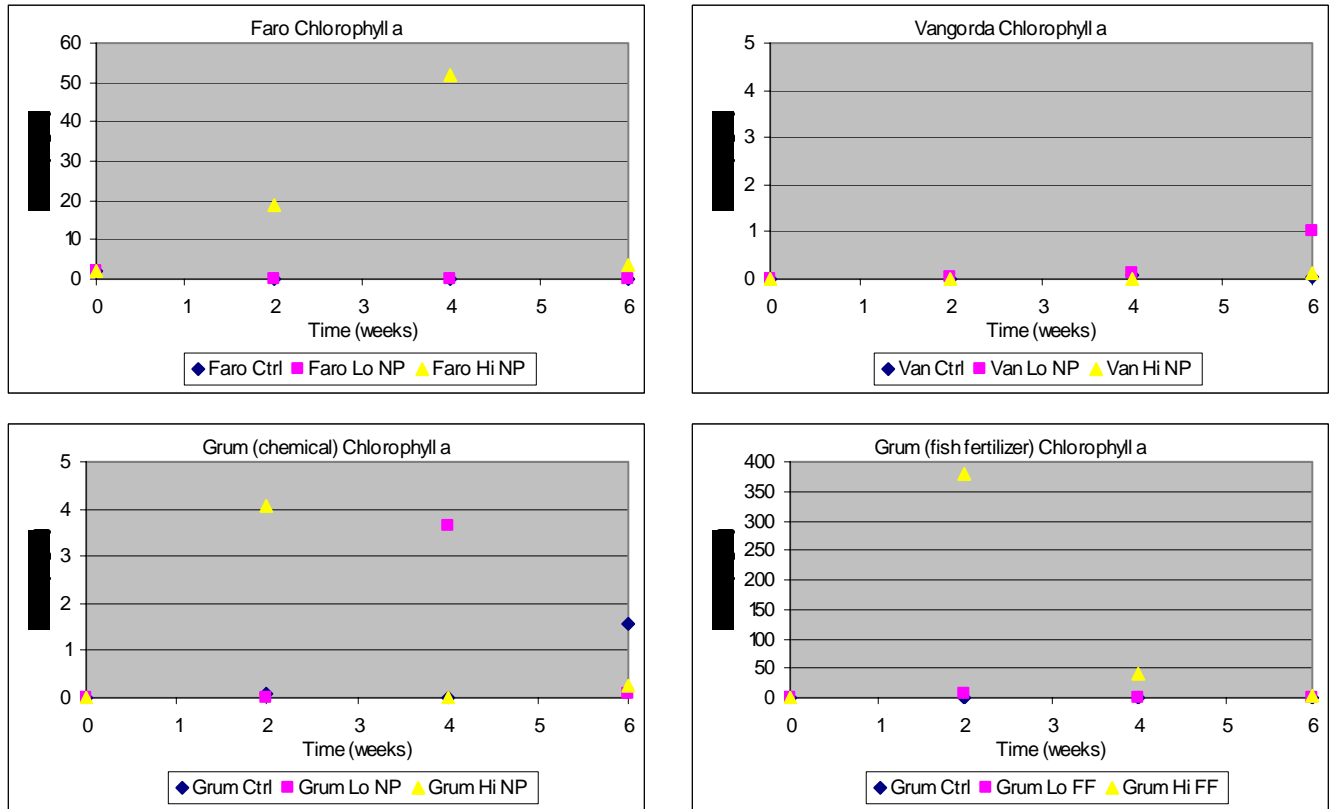 Faro Chlorophyll a
60
50
40
30
20
10
0
0 1 2 3 4 5 6
Time (weeks)
Faro Ctrl Faro Lo NP Faro Hi NP
Vangorda Chlorophyll a
5
4
3
2
1
0
0 1 2 3 4 5 6
Time (weeks)
Van Ctrl Van Lo NP Van Hi NP
Grum (chemical) Chlorophyll a
5
4
3
2
1
0
0 1 2 3 4 5 6
Time (weeks)
Grum Ctrl Grum Lo NP Grum Hi NP
Grum (fish fertilizer) Chlorophyll a
400
350
300
250
200
150
100
50
0
0 1 2 3 4 5 6
Time (weeks)
Grum Ctrl Grum Lo FF Grum Hi FF